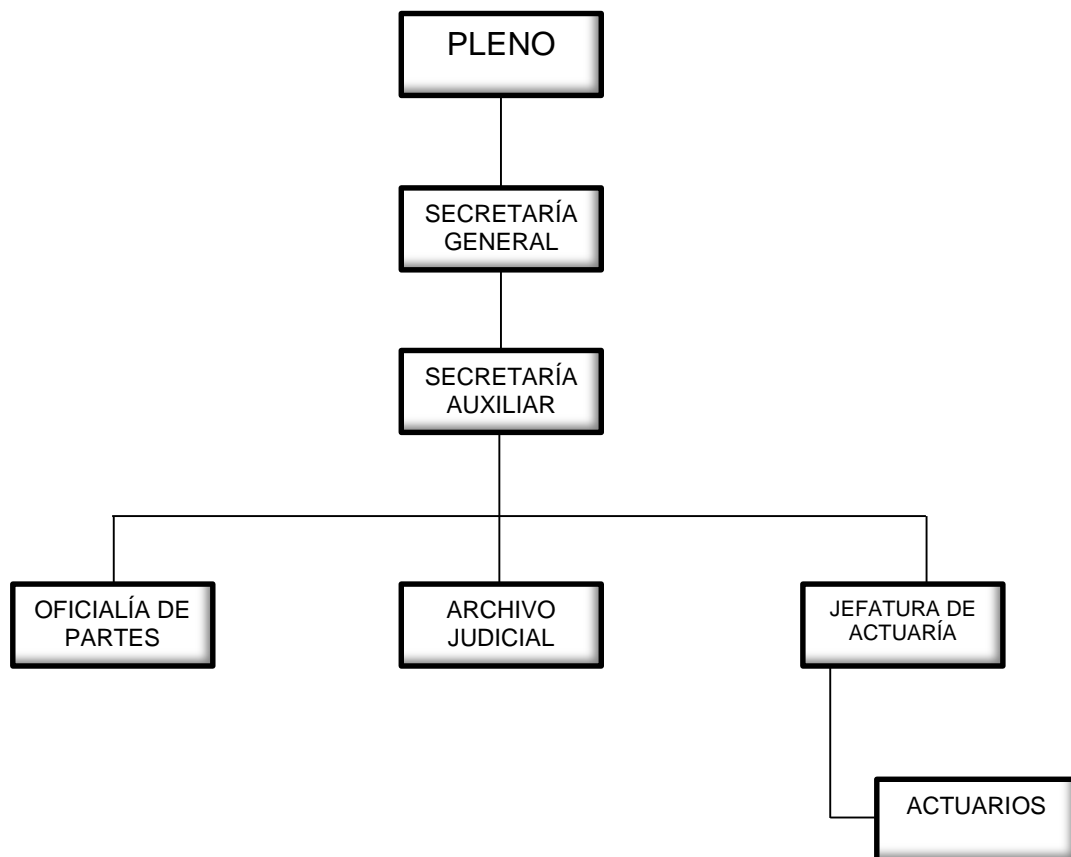 PLENO
SECRETARÍA
GENERAL
SECRETARÍA
AUXILIAR
OFICIALÍA DE
PARTES
ARCHIVO
JUDICIAL
JEFATURA DE
ACTUARÍA
ACTUARIOS